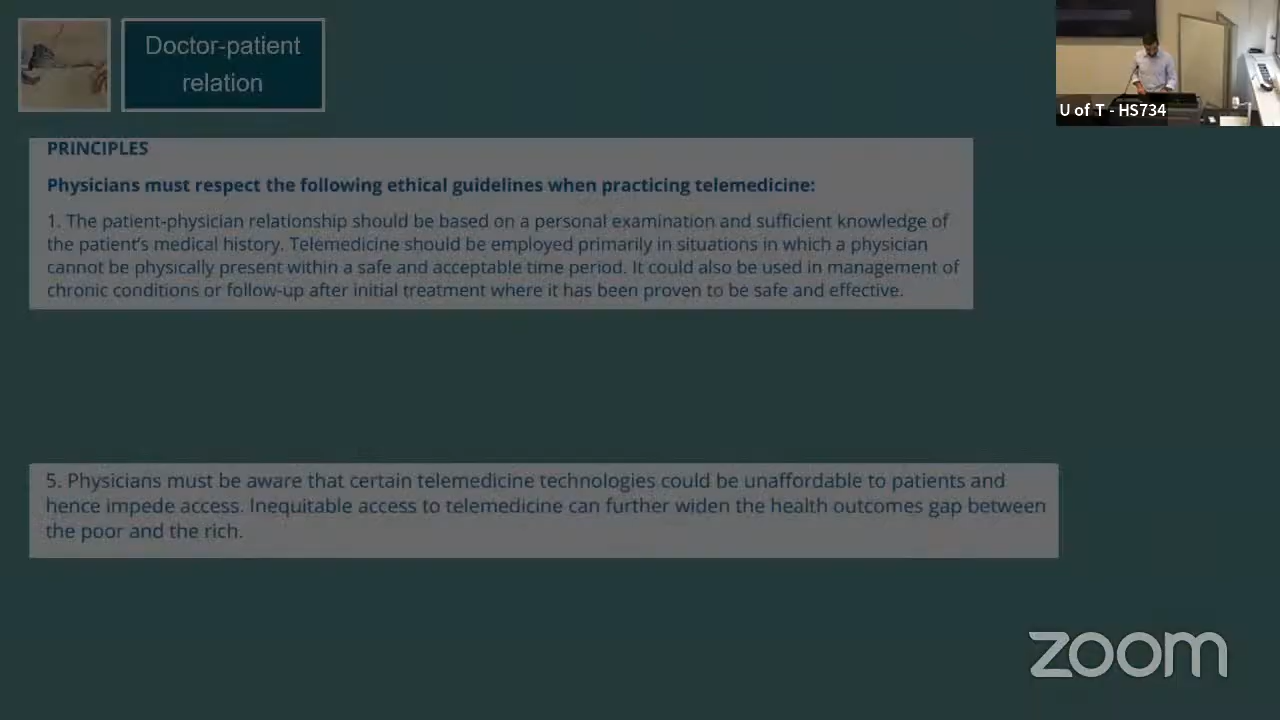 Doctor-patient
relation
U of T - HS734
PRINCIPLES
Physicians must respect the following ethical guidelines when practicing telemedicine:
1. The patient-physician relationship should be based on a personal examination and sufficient knowledge of
the patient's medical history. Telemedicine should be employed primarily in situations in which a physician
cannot be physically present within a safe and acceptable time period. It could also be used in management of
chronic conditions or follow-up after initial treatment where it has been proven to be safe and effective.
5. Physicians must be aware that certain telemedicine technologies could be unaffordable to patients and
hence impede access. Inequitable access to telemedicine can further widen the health outcomes gap between
the poor and the rich.
zoom